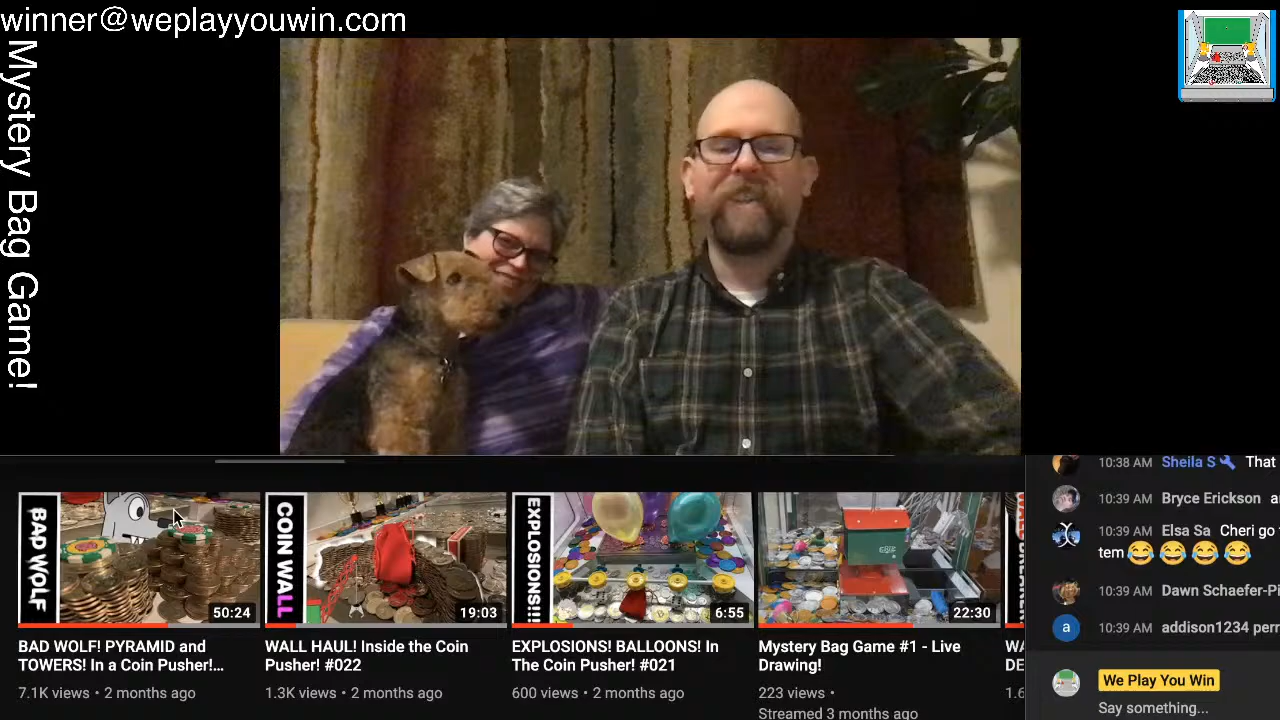 winner@weplayyouwin.com
Mystery Bag Game!
BAD WOLF
50:24
COIN WALL
19:03
EXPLOSIONS!!!
6:55
22:30
BAD WOLF! PYRAMID and
TOWERS! In a Coin Pusher!...
7.1K views • 2 months ago
WALL HAUL! Inside the Coin
Pusher! #022
1.3K views • 2 months ago
EXPLOSIONS! BALLOONS! In
The Coin Pusher! #021
600 views • 2 months ago
Mystery Bag Game #1 - Live
Drawing!
223 views •
Streamed 3 months ago
WA
DE
1.6
10:38 AM Sheila S That
10:39 AM Bryce Erickson a
10:39 AM Elsa Sa Cheri go
tem 😂😂😂😂
10:39 AM Dawn Schaefer-Pi
a
10:39 AM addison1234 perr
We Play You Win
Say something...